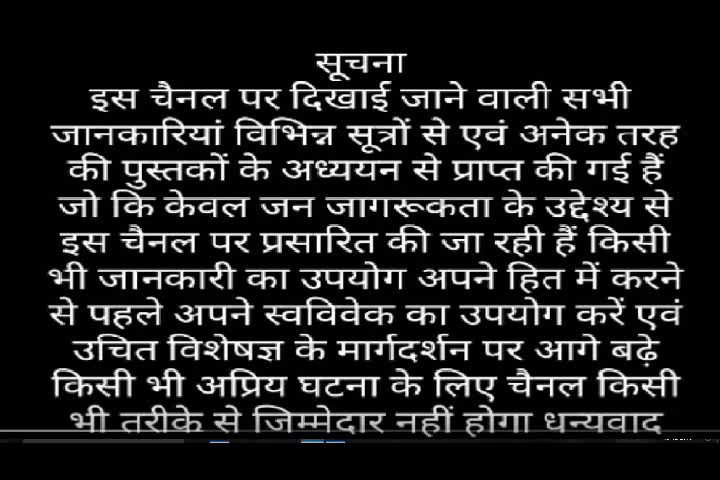 सूचना
इस चैनल पर दिखाई जाने वाली सभी
जानकारियां विभिन्न सूत्रों से एवं अनेक तरह
की पुस्तकों के अध्ययन से प्राप्त की गई हैं
जो कि केवल जन जागरूकता के उद्देश्य से
इस चैनल पर प्रसारित की जा रही हैं किसी
भी जानकारी का उपयोग अपने हित में करने
से पहले अपने स्वविवेक का उपयोग करें एवं
उचित विशेषज्ञ के मार्गदर्शन पर आगे बढ़े
किसी भी अप्रिय घटना के लिए चैनल किसी
भी तरीके से जिम्मेदार नहीं होगा धन्यवाद